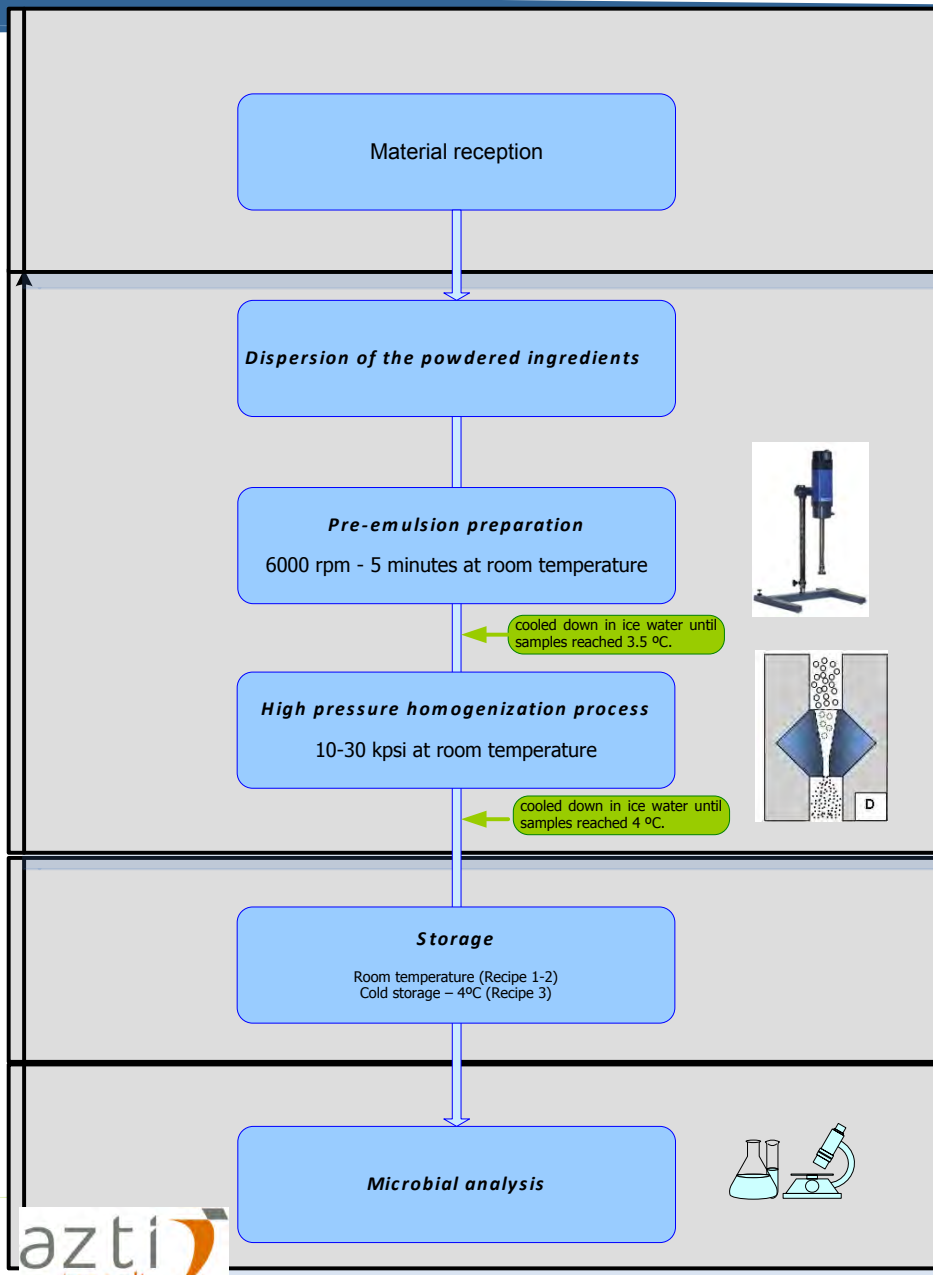 Material reception
Dispersion of the powdered ingredients
Pre-emulsion preparation
6000 rpm - 5 minutes at room temperature
cooled down in ice water until
samples reached 3.5 ºC.
High pressure homogenization process
10-30 kpsi at room temperature
D
cooled down in ice water until
samples reached 4 ºC.
Storage
Room temperature (Recipe 1-2)
Cold storage – 4ºC (Recipe 3)
Microbial analysis
azti